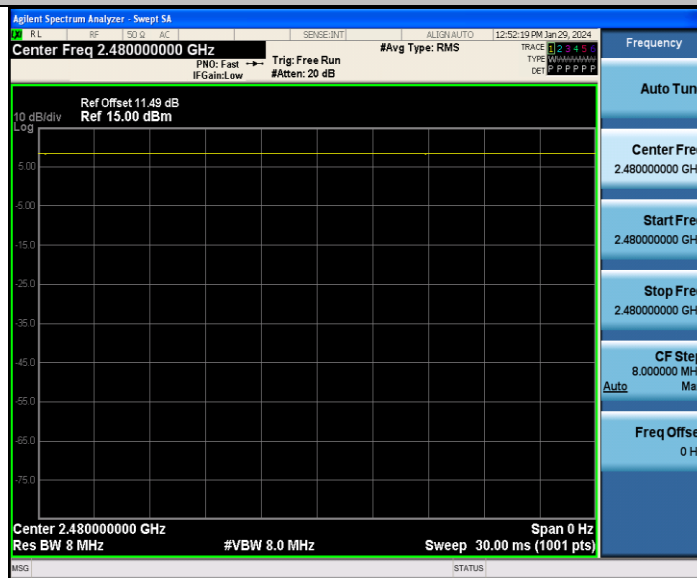 Agilent Spectrum Analyzer - Swept SA
RL RF 50 Ω AC SENSE:INT ALIGN AUTO 12:52:19 PM Jan 29, 2024
Center Freq 2.480000000 GHz #Avg Type: RMS TRACE 1 2 3 4 5 6
PNO: Fast Trig: Free Run TYPE WWWWWW
IFGain:Low #Atten: 20 dB DET P P P P P P
Frequency
Auto Tun
Ref Offset 11.49 dB
10 dB/div Ref 15.00 dBm
Log
5.00
-5.00
-15.0
-25.0
-35.0
-45.0
-55.0
-65.0
-75.0
Center Fre
2.480000000 GH
Start Fre
2.480000000 GH
Stop Fre
2.480000000 GH
CF Step
8.000000 MH
Auto Ma
Freq Offse
0 H
Center 2.480000000 GHz Span 0 Hz
Res BW 8 MHz #VBW 8.0 MHz Sweep 30.00 ms (1001 pts)
MSG STATUS